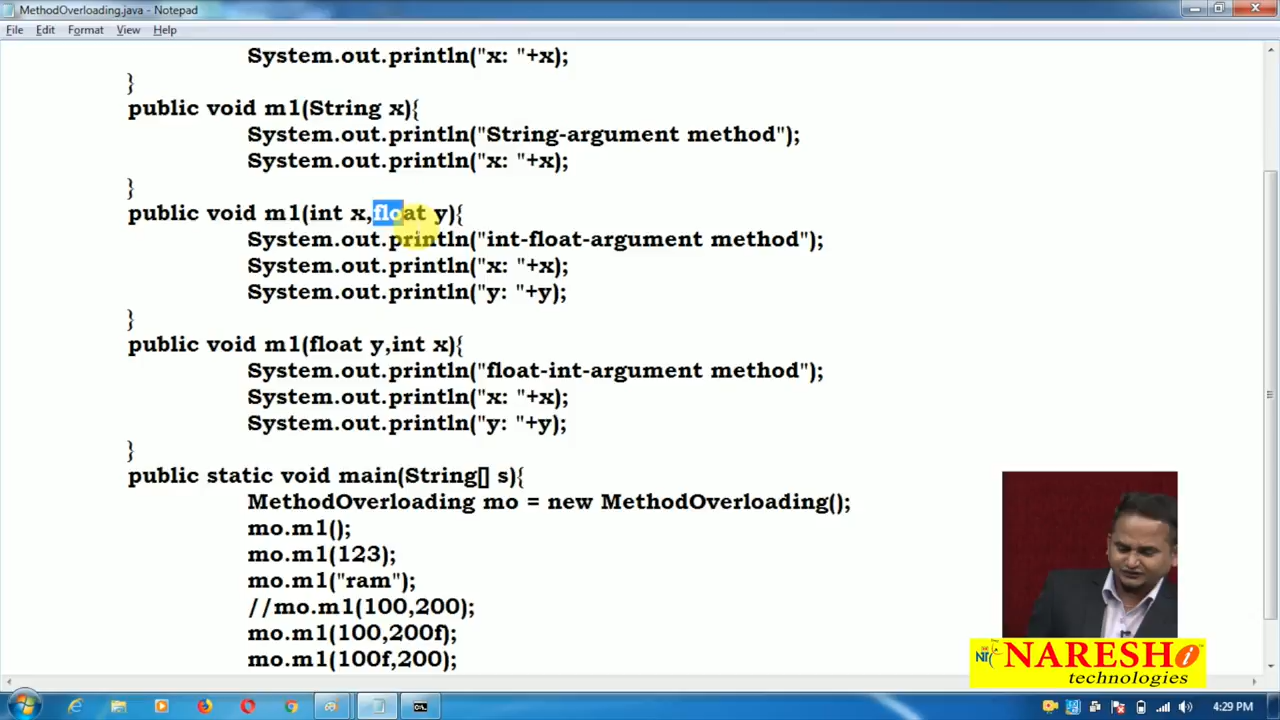 MethodOverloading.java - Notepad
File Edit Format View Help
System.out.println("x: "+x);
}
public void m1(String x){
System.out.println("String-argument method");
System.out.println("x: "+x);
}
public void m1(int x,float y){
System.out.println("int-float-argument method");
System.out.println("x: "+x);
System.out.println("y: "+y);
}
public void m1(float y,int x){
System.out.println("float-int-argument method");
System.out.println("x: "+x);
System.out.println("y: "+y);
}
public static void main(String[] s){
MethodOverloading mo = new MethodOverloading();
mo.m1();
mo.m1(123);
mo.m1("ram");
//mo.m1(100,200);
mo.m1(100,200f);
mo.m1(100f,200);
NARESH i
technologies
4:29 PM